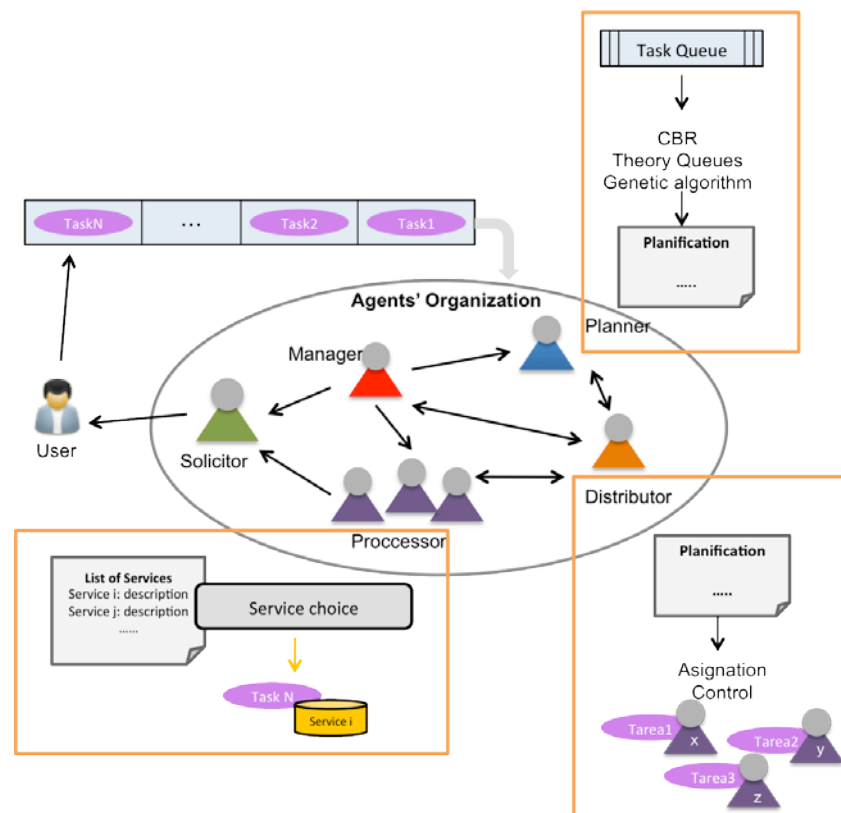 Task Queue
CBR
Theory Queues
Genetic algorithm
Planification
.....
TaskN
...
Task2
Task1
Agents' Organization
Planner
Manager
User
Solicitor
Distributor
Proccessor
List of Services
Service i: description
Service j: description
......
Service choice
Task N
Service i
Planification
.....
Asignation
Control
Tarea1
x
Tarea2
y
Tarea3
z